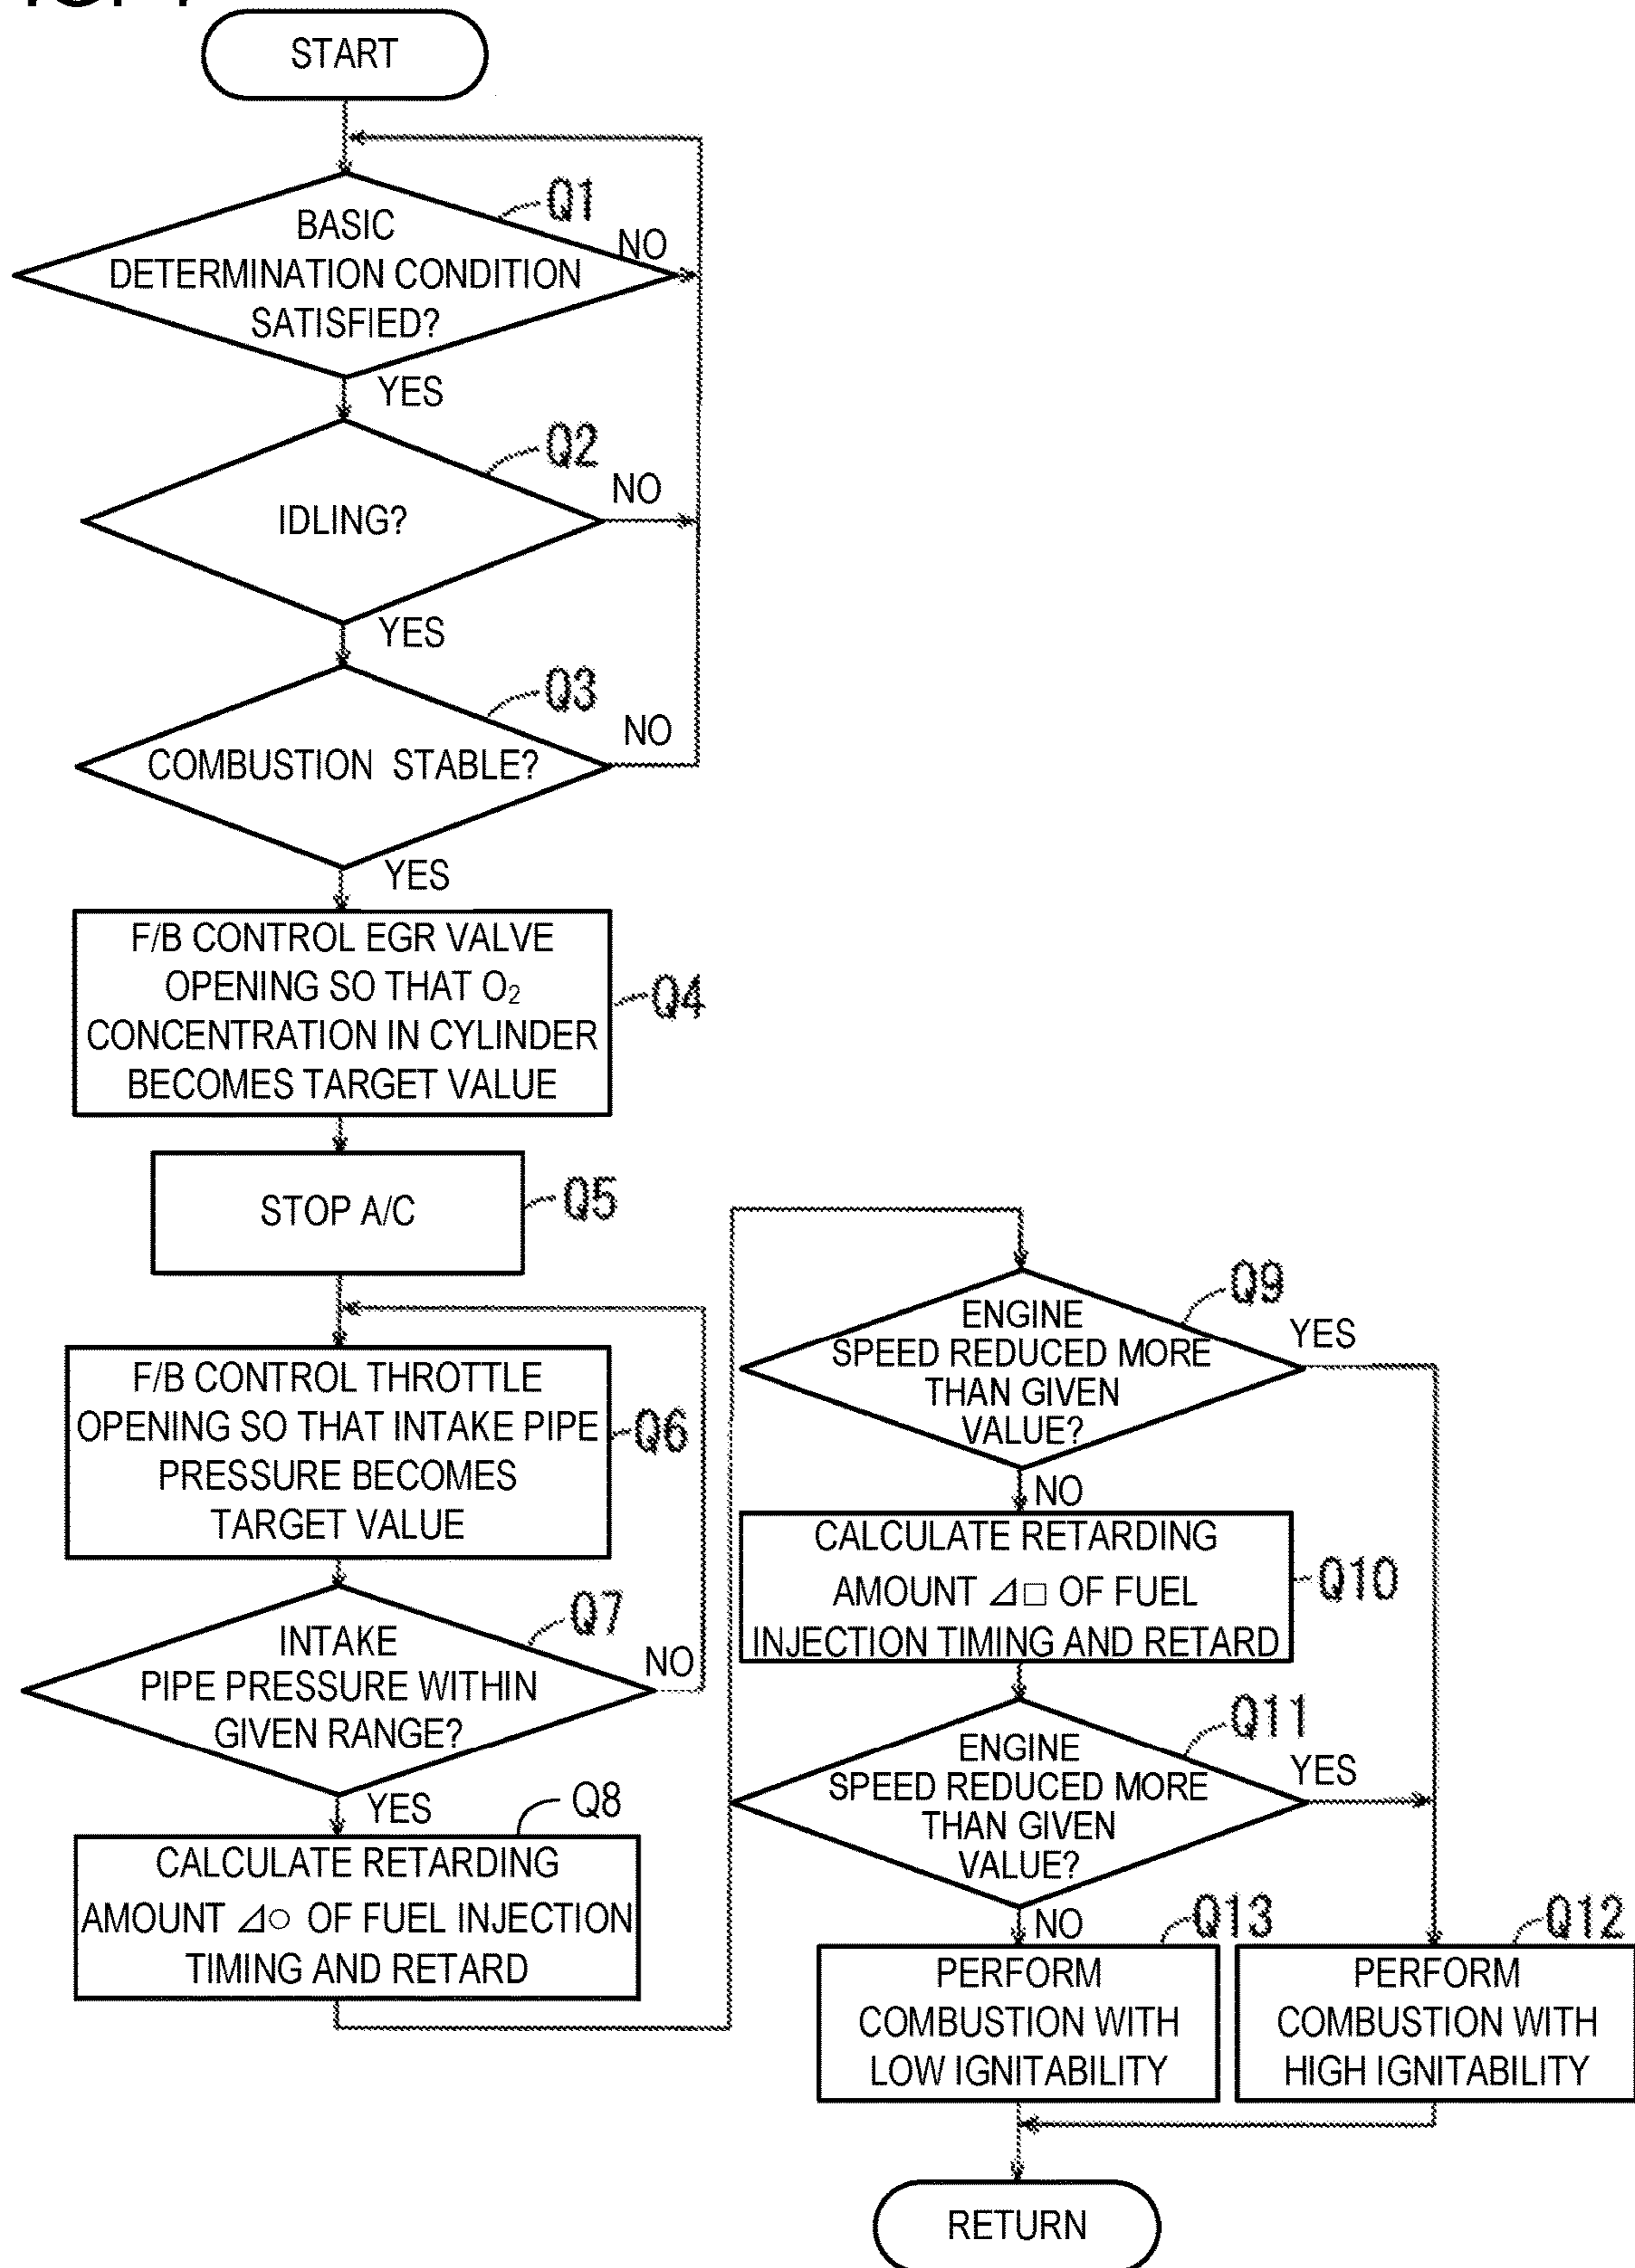 START
Q1
BASIC
DETERMINATION CONDITION
SATISFIED?
NO
YES
Q2
IDLING?
NO
YES
Q3
COMBUSTION STABLE?
NO
YES
F/B CONTROL EGR VALVE
OPENING SO THAT O₂
CONCENTRATION IN CYLINDER
BECOMES TARGET VALUE
Q4
STOP A/C
Q5
F/B CONTROL THROTTLE
OPENING SO THAT INTAKE PIPE
PRESSURE BECOMES
TARGET VALUE
Q6
Q7
INTAKE
PIPE PRESSURE WITHIN
GIVEN RANGE?
NO
YES
Q8
CALCULATE RETARDING
AMOUNT ⊿○ OF FUEL INJECTION
TIMING AND RETARD
Q9
ENGINE
SPEED REDUCED MORE
THAN GIVEN
VALUE?
YES
NO
CALCULATE RETARDING
AMOUNT ⊿□ OF FUEL
INJECTION TIMING AND RETARD
Q10
Q11
ENGINE
SPEED REDUCED MORE
THAN GIVEN
VALUE?
YES
NO
Q13
PERFORM
COMBUSTION WITH
LOW IGNITABILITY
Q12
PERFORM
COMBUSTION WITH
HIGH IGNITABILITY
RETURN